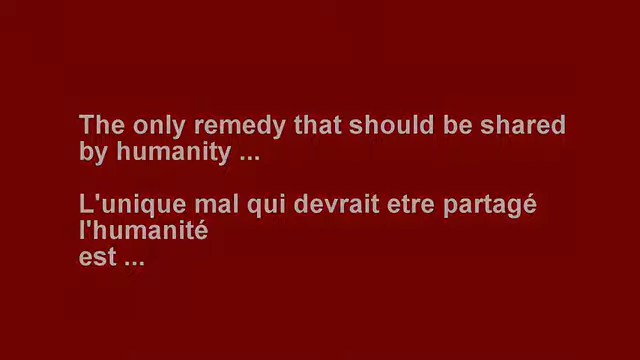 The only remedy that should be shared
by humanity ...
L'unique mal qui devrait etre partagé
l'humanité
est ...